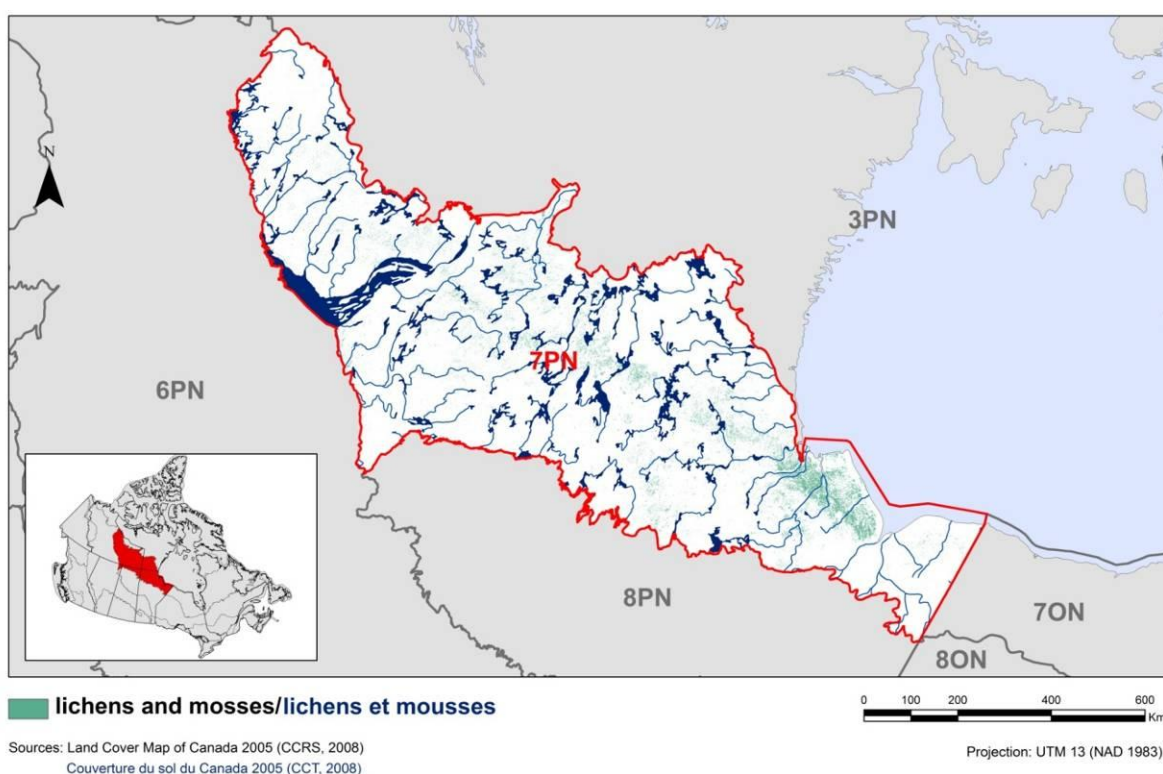 3PN
7PN
6PN
8PN
7ON
8ON
N
lichens and mosses/lichens et mousses
0 100 200 400 600
Km
Sources: Land Cover Map of Canada 2005 (CCRS, 2008)
Couverture du sol du Canada 2005 (CCT, 2008)
Projection: UTM 13 (NAD 1983)